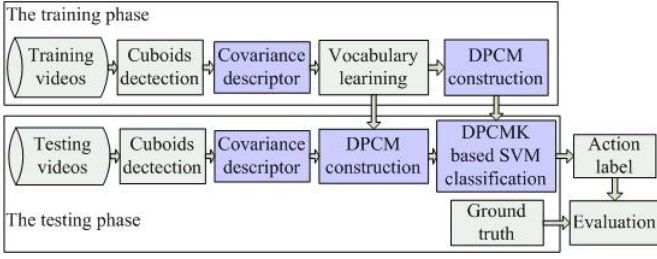 The training phase
Training
videos
Cuboids
dectection
Covariance
descriptor
Vocabulary
learining
DPCM
construction
Testing
videos
Cuboids
dectection
Covariance
descriptor
DPCM
construction
DPCMK
based SVM
classification
Action
label
The testing phase
Ground
truth
Evaluation